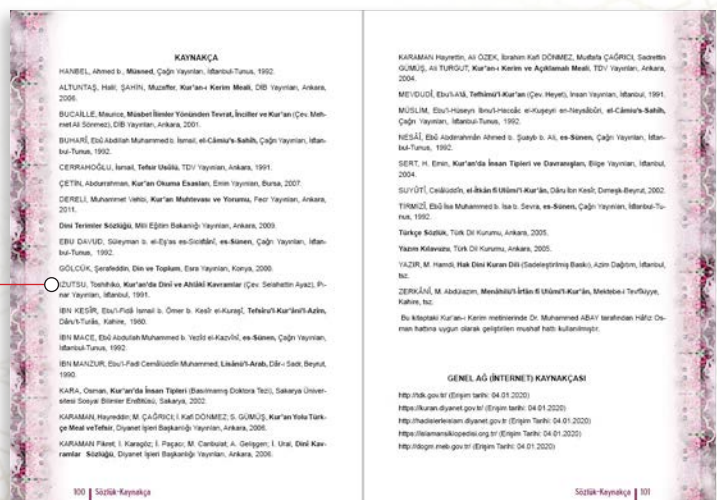 KAYNAKÇA
HANBEL, Ahmed b., Müsned, Çağrı Yayınları, İstanbul-Tunus, 1992.
ALTUNTAŞ, Halil; ŞAHİN, Muzaffer, Kur'an-ı Kerim Meali, DİB Yayınları, Ankara,
2006.
BUCAİLLE, Maurice, Müsbet İlimler Yönünden Tevrat, İnciller ve Kur'an (Çev. Meh-
met Ali Sönmez), DİB Yayınları, Ankara, 2001.
BUHARÎ, Ebû Abdillah Muhammed b. İsmail, el-Câmiu's-Sahîh, Çağrı Yayınları, İstan-
bul-Tunus, 1992.
CERRAHOĞLU, İsmail, Tefsir Usûlü, TDV Yayınları, Ankara, 1991.
ÇETİN, Abdurrahman, Kur'an Okuma Esasları, Emin Yayınları, Bursa, 2007.
DERELİ, Muhammet Vehbi, Kur'an Muhtevası ve Yorumu, Fecr Yayınları, Ankara,
2011.
Dini Terimler Sözlüğü, Milli Eğitim Bakanlığı Yayınları, Ankara, 2009.
EBU DAVUD, Süleyman b. el-Eş'as es-Sicistânî, es-Sünen, Çağrı Yayınları, İstan-
bul-Tunus, 1992.
GÖLCÜK, Şerafeddin, Din ve Toplum, Esra Yayınları, Konya, 2000.
IZUTSU, Toshihiko, Kur'an'da Dinî ve Ahlâkî Kavramlar (Çev. Selahattin Ayaz), Pı-
nar Yayınları, İstanbul, 1991.
İBN KESÎR, Ebu'l-Fidâ İsmail b. Ömer b. Kesîr el-Kuraşî, Tefsîru'l-Kur'âni'l-Azîm,
Dâru't-Turâs, Kahire, 1960.
İBN MACE, Ebû Abdullah Muhammed b. Yezîd el-Kazvînî, es-Sünen, Çağrı Yayınları,
İstanbul-Tunus, 1992.
İBN MANZUR, Ebu'l-Fadl Cemâlüddîn Muhammed, Lisânü'l-Arab, Dâr-ı Sadr, Beyrut,
1990.
KARA, Osman, Kur'an'da İnsan Tipleri (Basılmamış Doktora Tezi), Sakarya Üniver-
sitesi Sosyal Bilimler Enstitüsü, Sakarya, 2002.
KARAMAN, Hayreddin; M. ÇAĞRICI; İ. Kafi DÖNMEZ; S. GÜMÜŞ, Kur'an Yolu Türk-
çe Meal veTefsir, Diyanet İşleri Başkanlığı Yayınları, Ankara, 2006.
KARAMAN Fikret; İ. Karagöz; İ. Paçacı; M. Canbulat; A. Gelişgen; İ. Ural, Dinî Kav-
ramlar Sözlüğü, Diyanet İşleri Başkanlığı Yayınları, Ankara, 2006.
100 | Sözlük-Kaynakça
KARAMAN Hayrettin, Ali ÖZEK, İbrahim Kafi DÖNMEZ, Mustafa ÇAĞRICI, Sadrettin
GÜMÜŞ, Ali TURGUT, Kur'an-ı Kerim ve Açıklamalı Meali, TDV Yayınları, Ankara,
2004.
MEVDUDÎ, Ebu'l-A'lâ, Tefhimü'l-Kur'an (Çev. Heyet), İnsan Yayınları, İstanbul, 1991.
MÜSLİM, Ebu'l-Hüseyn İbnu'l-Haccâc el-Kuşeyri en-Neysâbûrî, el-Câmiu's-Sahîh,
Çağrı Yayınları, İstanbul-Tunus, 1992.
NESÂÎ, Ebû Abdirrahmân Ahmed b. Şuayb b. Ali, es-Sünen, Çağrı Yayınları, İstan-
bul-Tunus, 1992.
SERT, H. Emin, Kur'an'da İnsan Tipleri ve Davranışları, Bilge Yayınları, İstanbul,
2004.
SUYÛTÎ, Celâlüddîn, el-İtkân fî Ulûmi'l-Kur'ân, Dâru İbn Kesîr, Dımeşk-Beyrut, 2002.
TİRMİZÎ, Ebû İsa Muhammed b. İsa b. Sevra, es-Sünen, Çağrı Yayınları, İstanbul-Tu-
nus, 1992.
Türkçe Sözlük, Türk Dil Kurumu, Ankara, 2005.
Yazım Kılavuzu, Türk Dil Kurumu, Ankara, 2005.
YAZIR, M. Hamdi, Hak Dini Kuran Dili (Sadeleştirilmiş Baskı), Azim Dağıtım, İstanbul,
tsz.
ZERKÂNÎ, M. Abdülazım, Menâhilü'l-İrfân fî Ulûmi'l-Kur'ân, Mektebe-i Tevfîkiyye,
Kahire, tsz.
Bu kitaptaki Kur'an-ı Kerim metinlerinde Dr. Muhammed ABAY tarafından Hâfız Os-
man hattına uygun olarak geliştirilen mushaf hattı kullanılmıştır.
GENEL AĞ (İNTERNET) KAYNAKÇASI
http://tdk.gov.tr/ (Erişim tarihi: 04.01.2020)
https://kuran.diyanet.gov.tr/ (Erişim Tarihi: 04.01.2020)
http://hadislerleislam.diyanet.gov.tr (Erişim Tarihi: 04.01.2020)
https://islamansiklopedisi.org.tr/ (Erişim Tarihi: 04.01.2020)
http://dogm.meb.gov.tr/ (Erişim Tarihi: 04.01.2020)
Sözlük-Kaynakça | 101